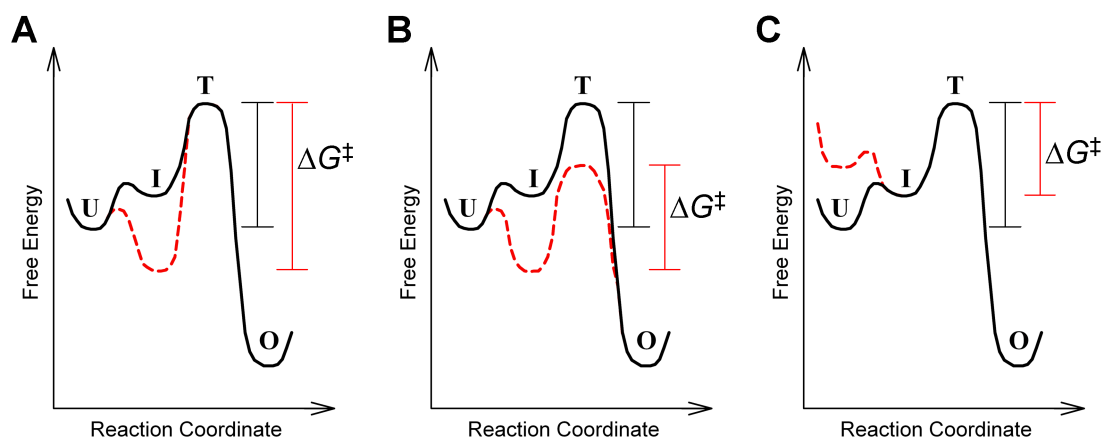 A
T
I
U
O
ΔG‡
Free Energy
Reaction Coordinate
B
T
I
U
O
ΔG‡
Free Energy
Reaction Coordinate
C
T
I
U
O
ΔG‡
Free Energy
Reaction Coordinate